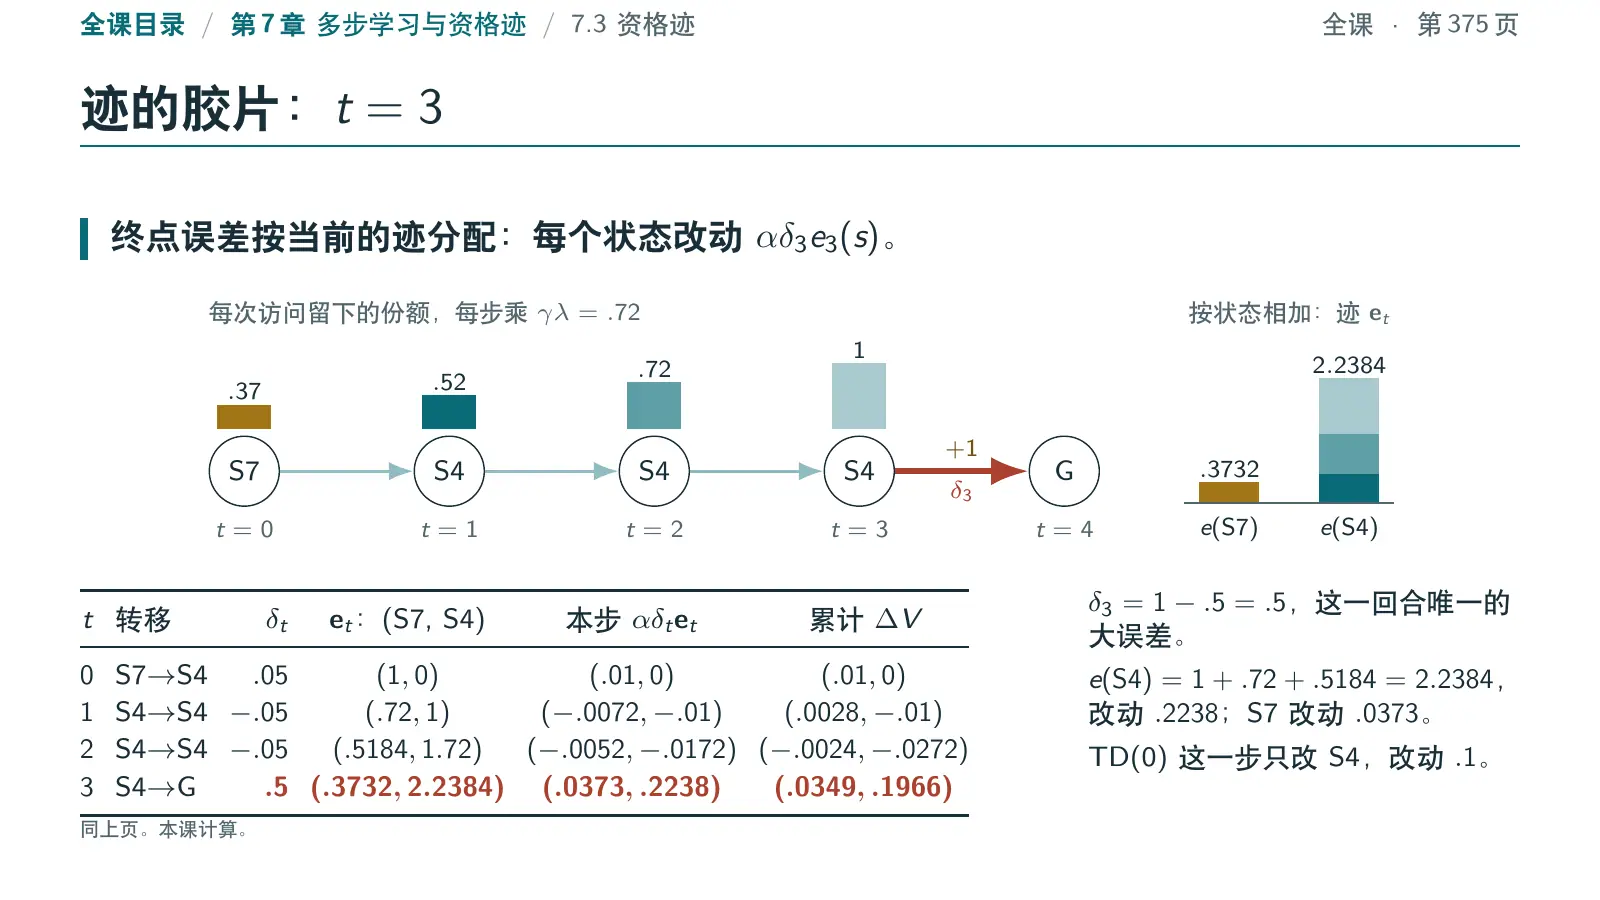 全课目录 / 第 7 章 多步学习与资格迹 / 7.3 资格迹
全课 · 第 375 页
迹的胶片：t = 3
终点误差按当前的迹分配：每个状态改动 αδ₃e₃(s)。
每次访问留下的份额，每步乘 γλ = .72
按状态相加：迹 eₜ
.37 .52 .72 1
S7 S4 S4 S4 +1 δ₃ G
t = 0 t = 1 t = 2 t = 3 t = 4
.3732 2.2384
e(S7) e(S4)
t 转移 δₜ eₜ：(S7, S4) 本步 αδₜeₜ 累计 ΔV
0 S7→S4 .05 (1, 0) (.01, 0) (.01, 0)
1 S4→S4 −.05 (.72, 1) (−.0072, −.01) (.0028, −.01)
2 S4→S4 −.05 (.5184, 1.72) (−.0052, −.0172) (−.0024, −.0272)
3 S4→G .5 (.3732, 2.2384) (.0373, .2238) (.0349, .1966)
同上页。本课计算。
δ₃ = 1 − .5 = .5，这一回合唯一的
大误差。
e(S4) = 1 + .72 + .5184 = 2.2384，
改动 .2238；S7 改动 .0373。
TD(0) 这一步只改 S4，改动 .1。